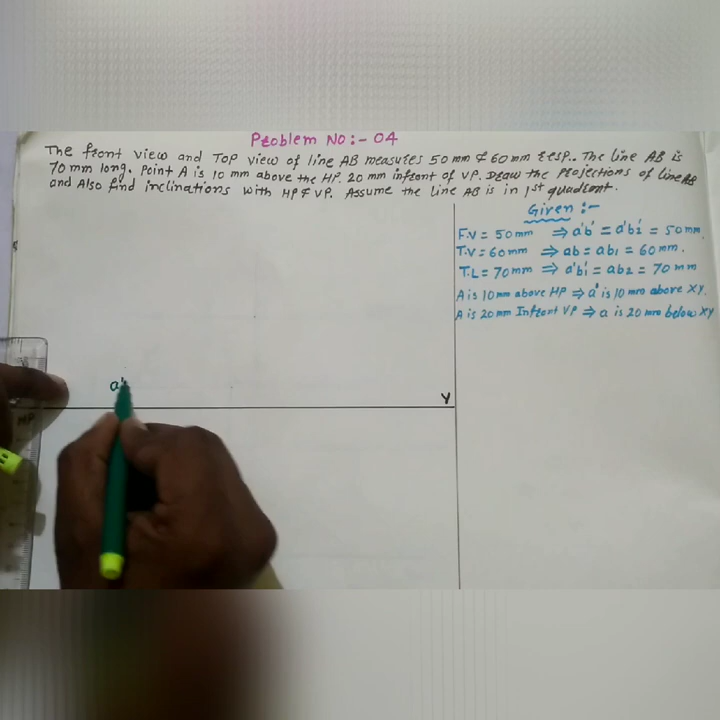 Problem NO:- 04
The front view and Top view of line AB measures 50 mm & 60 mm resp.. The line AB is
70 mm long. Point A is 10 mm above the HP. 20 mm infront of VP. Draw the projections of line AB
and Also find inclinations with HP & VP. Assume the line AB is in 1st quadrant.
Given :-
F.V = 50 mm ⇒ a'b' = a'b2' = 50 mm.
T.V = 60 mm ⇒ ab = ab1 = 60 mm.
T.L = 70 mm ⇒ a'b1' = ab2 = 70 mm
A is 10 mm above HP ⇒ a' is 10 mm above XY.
A is 20 mm Infront VP ⇒ a is 20 mm below XY
a'
Y
HP